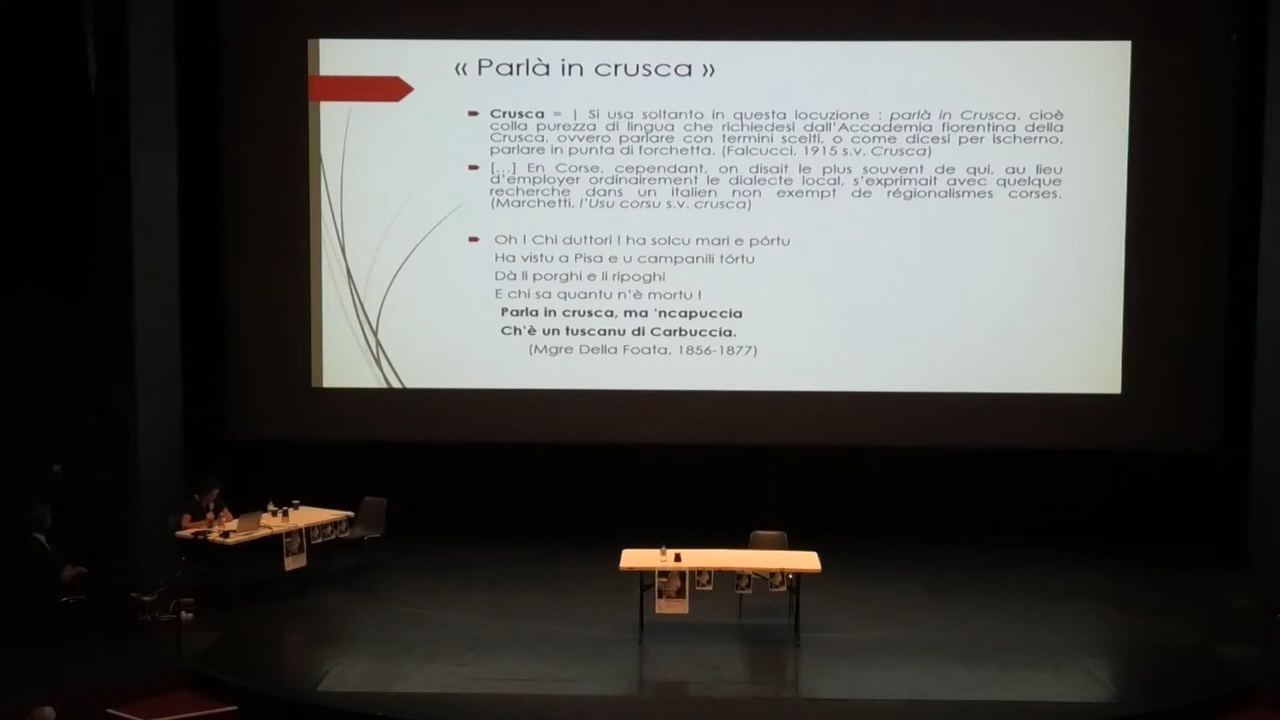 « Parlà in crusca »
Crusca = | Si usa soltanto in questa locuzione : parlà in Crusca, cioè
colla purezza di lingua che richiedesi dall'Accademia fiorentina della
Crusca, ovvero parlare con termini scelti, o come dicesi per ischerno,
parlare in punta di forchetta. (Falcucci, 1915 s.v. Crusca)
[...] En Corse, cependant, on disait le plus souvent de qui, au lieu
d'employer ordinairement le dialecte local, s'exprimait avec quelque
recherche dans un italien non exempt de régionalismes corses.
(Marchetti, l'Usu corsu s.v. crusca)
Oh ! Chi duttori ! ha solcu mari e pórtu
Ha vistu a Pisa e u campanili tórtu
Dà li porghi e li ripoghi
E chi sa quantu n'è mortu !
Parla in crusca, ma 'ncapuccia
Ch'è un tuscanu di Carbuccia.
(Mgre Della Foata, 1856-1877)